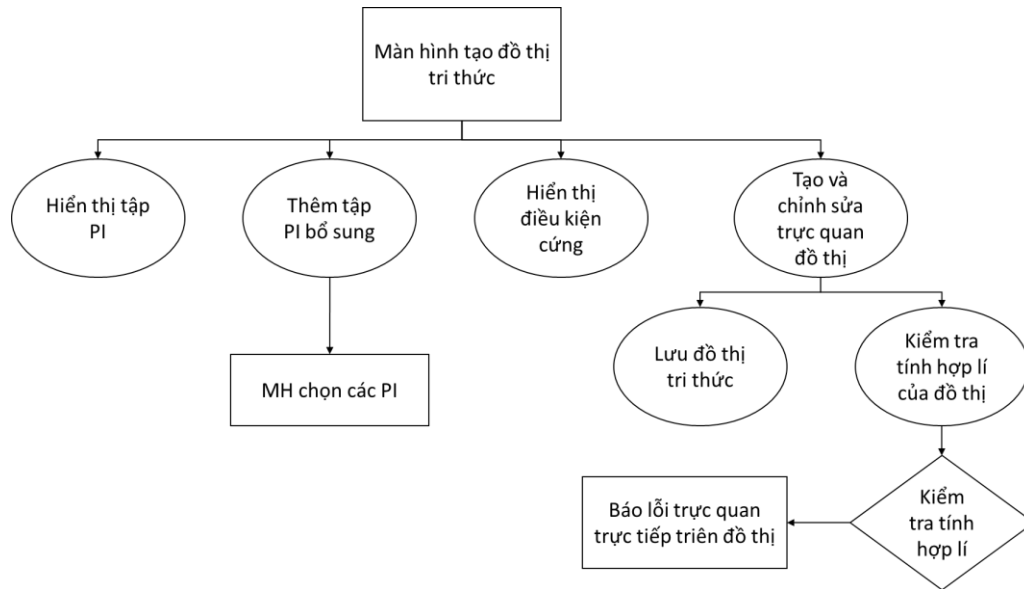 Màn hình tạo đồ thị
tri thức
Hiển thị tập
PI
Thêm tập
PI bổ sung
Hiển thị
điều kiện
cứng
Tạo và
chỉnh sửa
trực quan
đồ thị
MH chọn các PI
Lưu đồ thị
tri thức
Kiểm tra
tính hợp lí
của đồ thị
Báo lỗi trực quan
trực tiếp triên đồ thị
Kiểm
tra tính
hợp lí